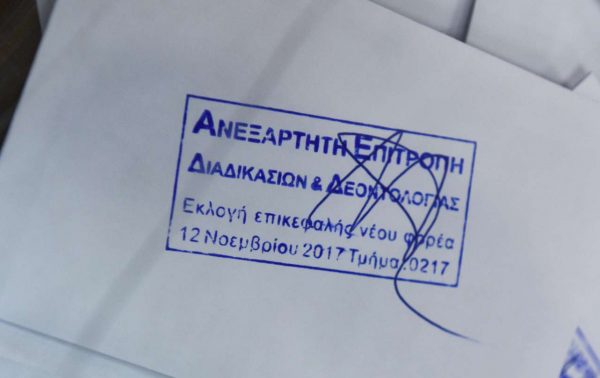 ΑΝΕΞΑΡΤΗΤΗ ΕΠΙΤΡΟΠΗ
ΔΙΑΔΙΚΑΣΙΩΝ & ΔΕΟΝΤΟΛΟΓΙΑΣ
Εκλογή επικεφαλής νέου φορέα
12 Νοεμβρίου 2017 Τμήμα:0217